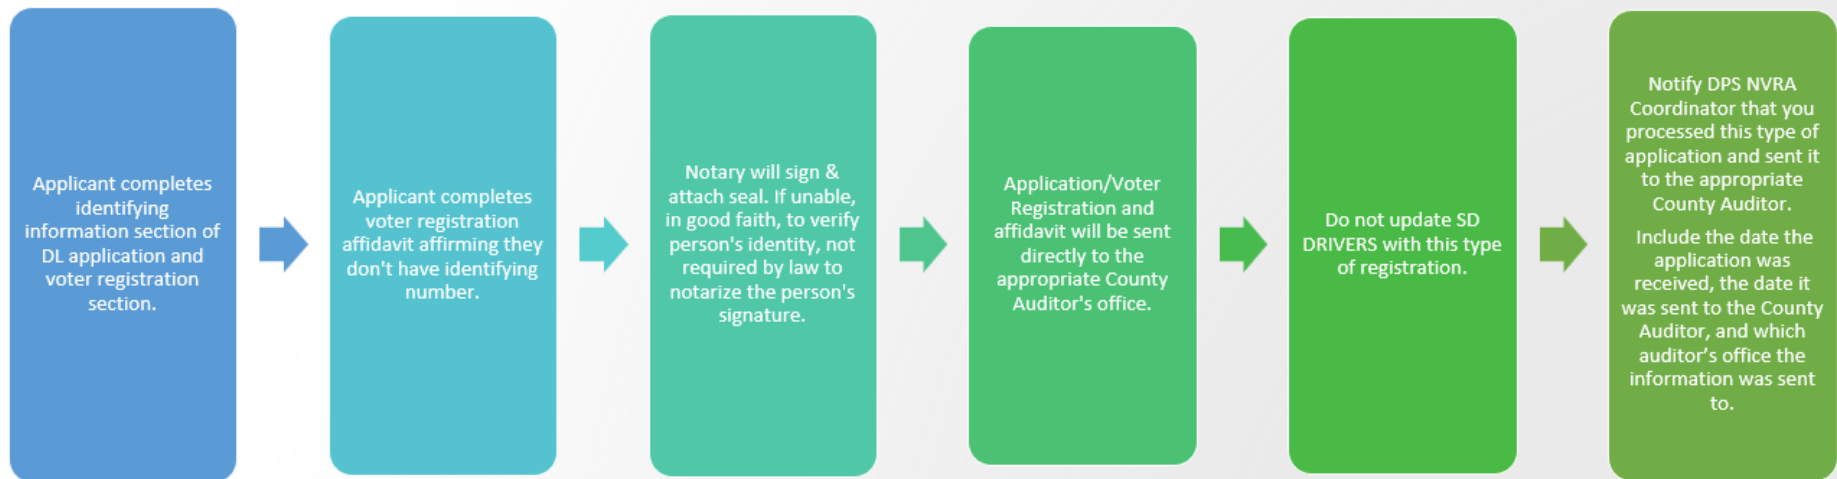 Applicant completes
identifying
information section of
DL application and
voter registration
section.
Applicant completes
voter registration
affidavit affirming they
don't have identifying
number.
Notary will sign &
attach seal. If unable,
in good faith, to verify
person's identity, not
required by law to
notarize the person's
signature.
Application/Voter
Registration and
affidavit will be sent
directly to the
appropriate County
Auditor's office.
Do not update SD
DRIVERS with this type
of registration.
Notify DPS NVRA
Coordinator that you
processed this type of
application and sent it
to the appropriate
County Auditor.
Include the date the
application was
received, the date it
was sent to the County
Auditor, and which
auditor’s office the
information was sent
to.